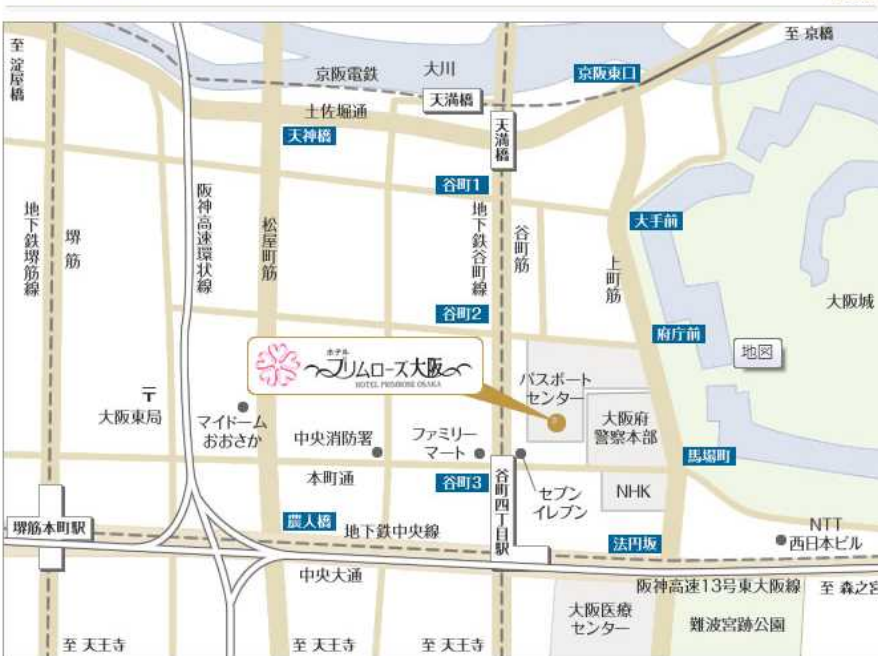 至 淀屋橋
京阪電鉄
大川
京阪東口
至 京橋
天満橋
土佐堀通
天神橋
天満橋
谷町1
大手前
地下鉄堺筋線
堺筋
阪神高速環状線
松屋町筋
地下鉄谷町線
谷町筋
上町筋
大阪城
谷町2
府庁前
地図
ホテル
プリムローズ大阪
HOTEL PRIMROSE OSAKA
パスポート
センター
〒
大阪東局
マイドーム
おおさか
中央消防署
ファミリー
マート
大阪府
警察本部
馬場町
本町通
谷町3
谷町四丁目駅
セブン
イレブン
NHK
堺筋本町駅
農人橋
地下鉄中央線
法円坂
NTT
西日本ビル
中央大通
阪神高速13号東大阪線
至 森之宮
大阪医療
センター
難波宮跡公園
至 天王寺
至 天王寺
至 天王寺